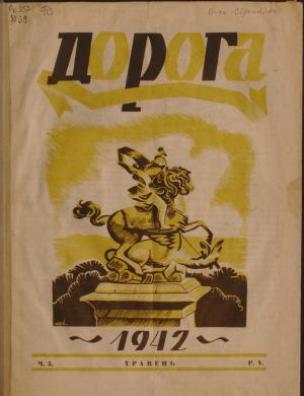 дорога
~ 1942 ~
Ч. 5. ТРАВЕНЬ Р. V.